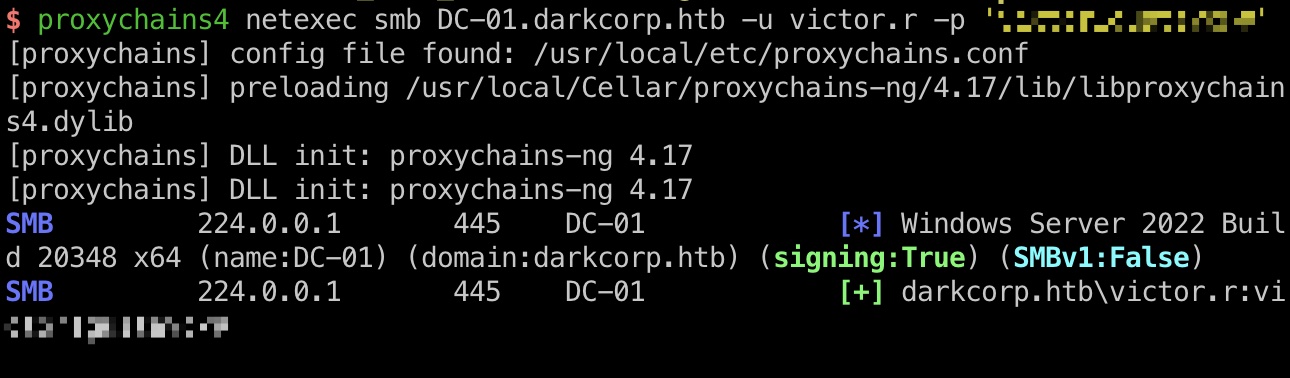 $ proxychains4 netexec smb DC-01.darkcorp.htb -u victor.r -p '
[proxychains] config file found: /usr/local/etc/proxychains.conf
[proxychains] preloading /usr/local/Cellar/proxychains-ng/4.17/lib/libproxychain
s4.dylib
[proxychains] DLL init: proxychains-ng 4.17
[proxychains] DLL init: proxychains-ng 4.17
SMB 224.0.0.1 445 DC-01 [*] Windows Server 2022 Buil
d 20348 x64 (name:DC-01) (domain:darkcorp.htb) (signing:True) (SMBv1:False)
SMB 224.0.0.1 445 DC-01 [+] darkcorp.htb\victor.r:vi